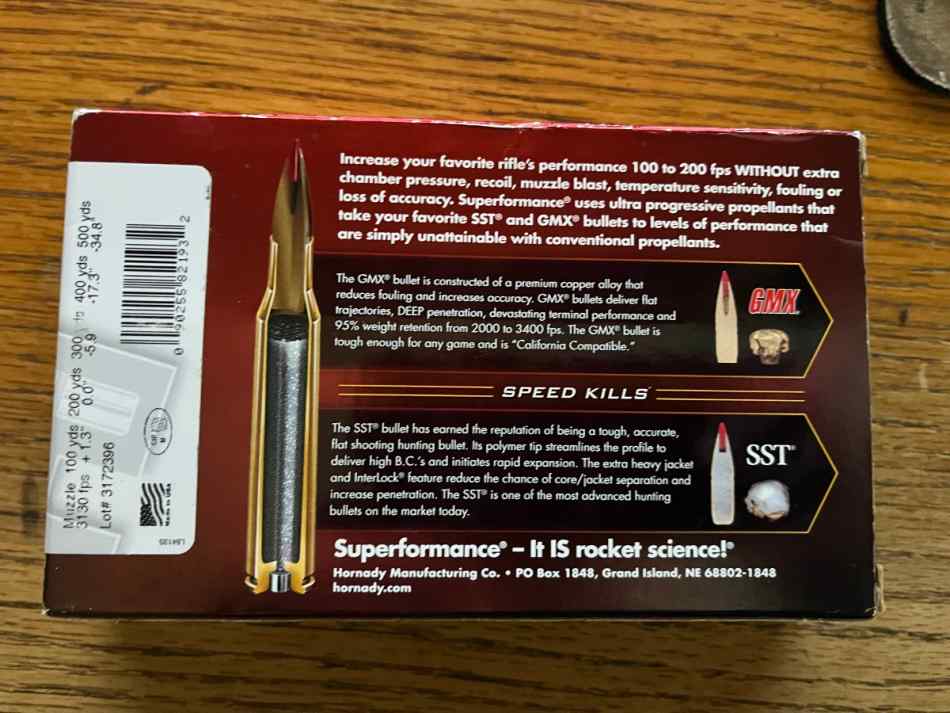 Increase your favorite rifle's performance 100 to 200 fps WITHOUT extra
chamber pressure, recoil, muzzle blast, temperature sensitivity, fouling or
loss of accuracy. Superformance® uses ultra progressive propellants that
take your favorite SST® and GMX® bullets to levels of performance that
are simply unattainable with conventional propellants.
The GMX® bullet is constructed of a premium copper alloy that
reduces fouling and increases accuracy. GMX® bullets deliver flat
trajectories, DEEP penetration, devastating terminal performance and
95% weight retention from 2000 to 3400 fps. The GMX® bullet is
tough enough for any game and is "California Compatible."
GMX
SPEED KILLS
The SST® bullet has earned the reputation of being a tough, accurate,
flat shooting hunting bullet. Its polymer tip streamlines the profile to
deliver high B.C.'s and initiates rapid expansion. The extra heavy jacket
and InterLock® feature reduce the chance of core/jacket separation and
increase penetration. The SST® is one of the most advanced hunting
bullets on the market today.
SST®
Superformance® – It IS rocket science!®
Hornady Manufacturing Co. • PO Box 1848, Grand Island, NE 68802-1848
hornady.com
Muzzle 100 yds 200 yds 300 400 yds 500 yds
3130 fps + 1.3" 0.0" -5.9 -17.3" -34.8"
Lot# 3172396
0 90255 82193 2
Made in USA